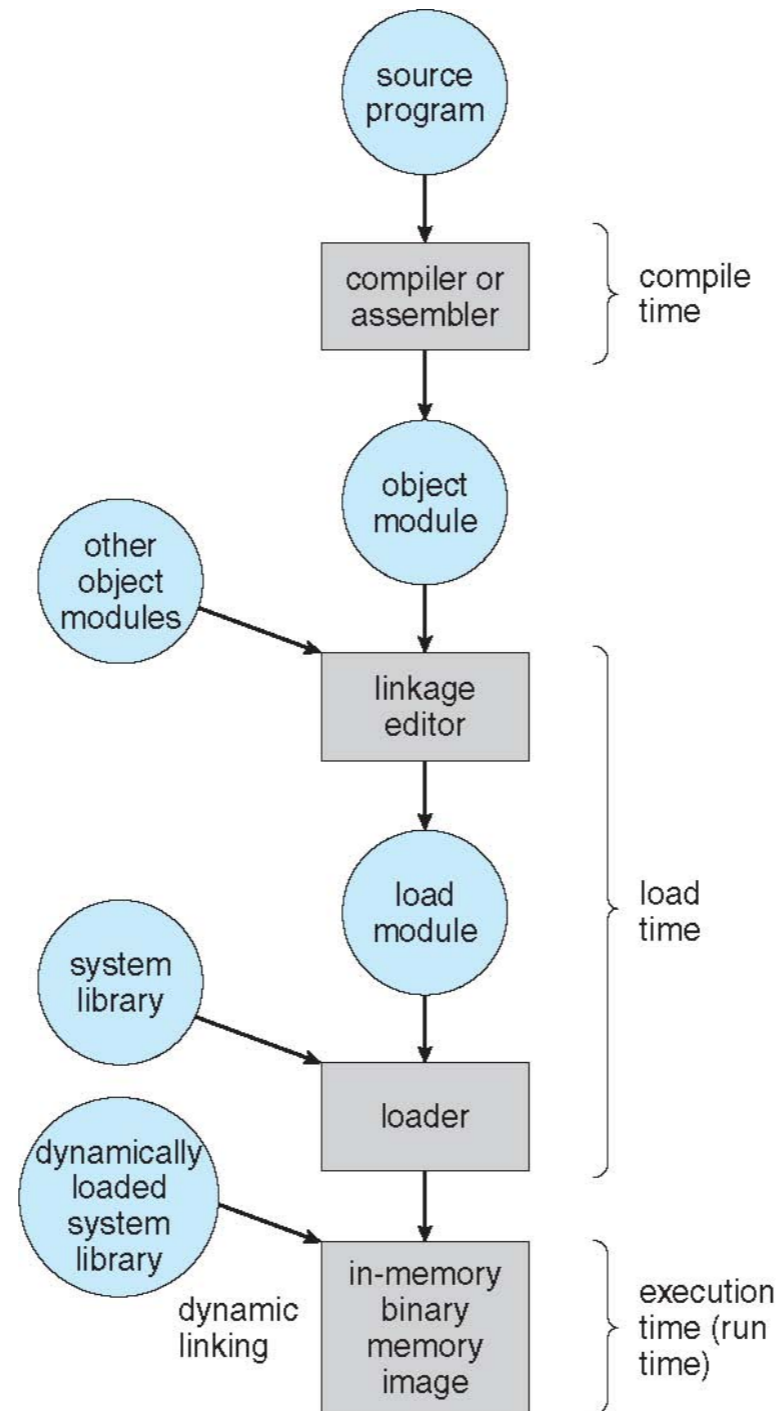 source
program
compiler or
assembler
compile
time
object
module
other
object
modules
linkage
editor
load
module
load
time
system
library
loader
dynamically
loaded
system
library
dynamic
linking
in-memory
binary
memory
image
execution
time (run
time)